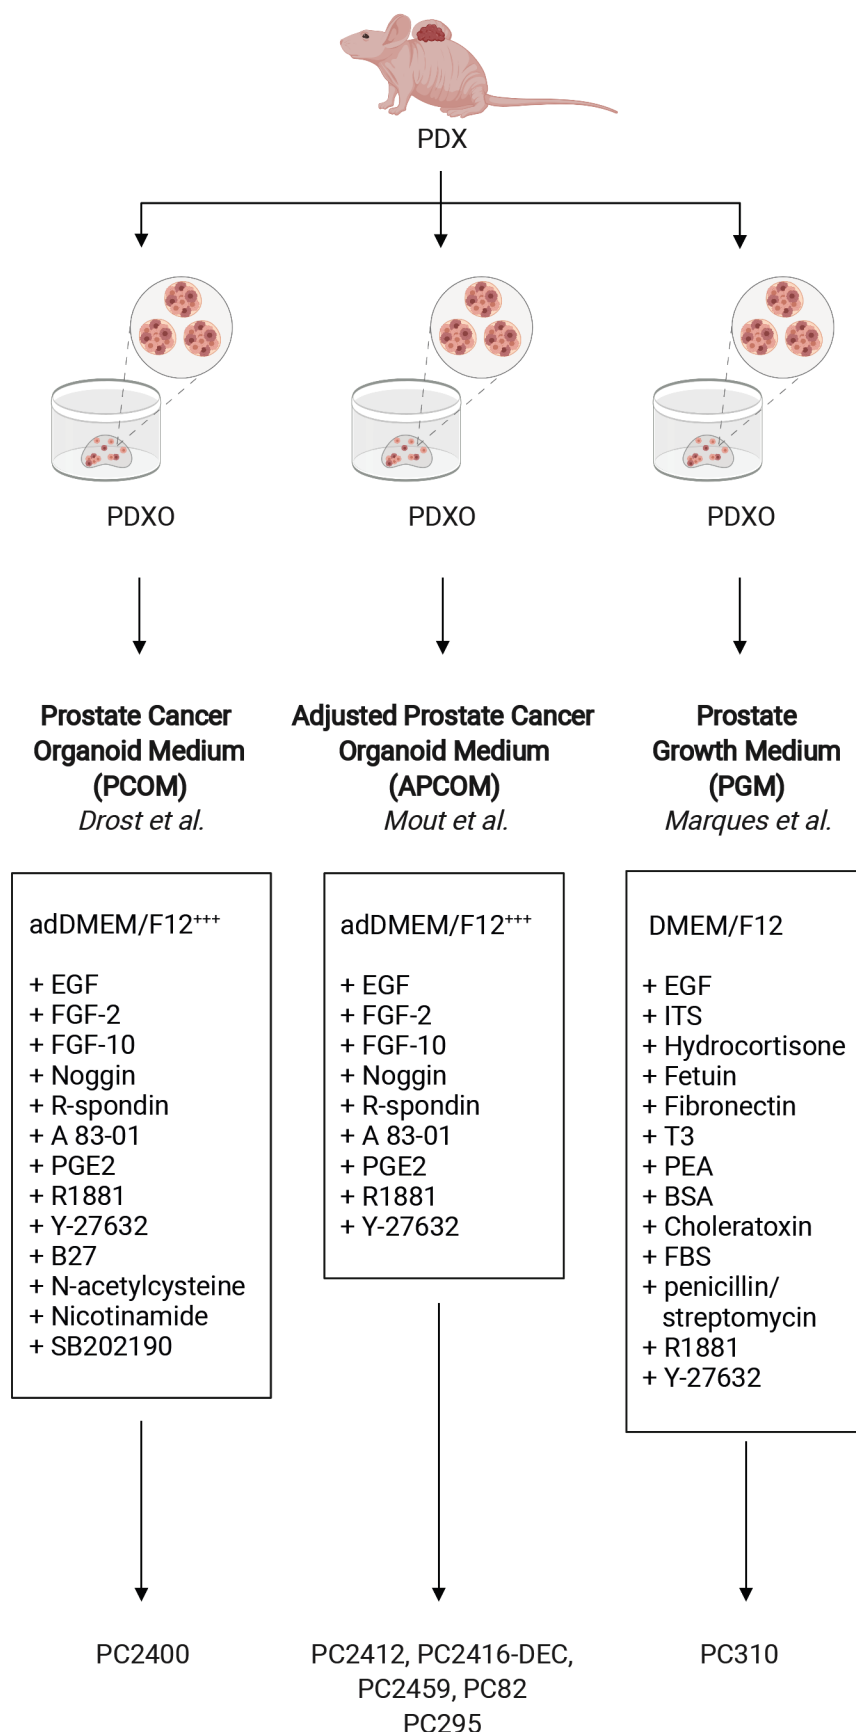 PDX
PDXO
PDXO
PDXO
Prostate Cancer
Organoid Medium
(PCOM)
Drost et al.
adDMEM/F12+++
+ EGF
+ FGF-2
+ FGF-10
+ Noggin
+ R-spondin
+ A 83-01
+ PGE2
+ R1881
+ Y-27632
+ B27
+ N-acetylcysteine
+ Nicotinamide
+ SB202190
PC2400
Adjusted Prostate Cancer
Organoid Medium
(APCOM)
Mout et al.
adDMEM/F12+++
+ EGF
+ FGF-2
+ FGF-10
+ Noggin
+ R-spondin
+ A 83-01
+ PGE2
+ R1881
+ Y-27632
PC2412, PC2416-DEC,
PC2459, PC82
PC295
Prostate
Growth Medium
(PGM)
Marques et al.
DMEM/F12
+ EGF
+ ITS
+ Hydrocortisone
+ Fetuin
+ Fibronectin
+ T3
+ PEA
+ BSA
+ Choleratoxin
+ FBS
+ penicillin/
streptomycin
+ R1881
+ Y-27632
PC310